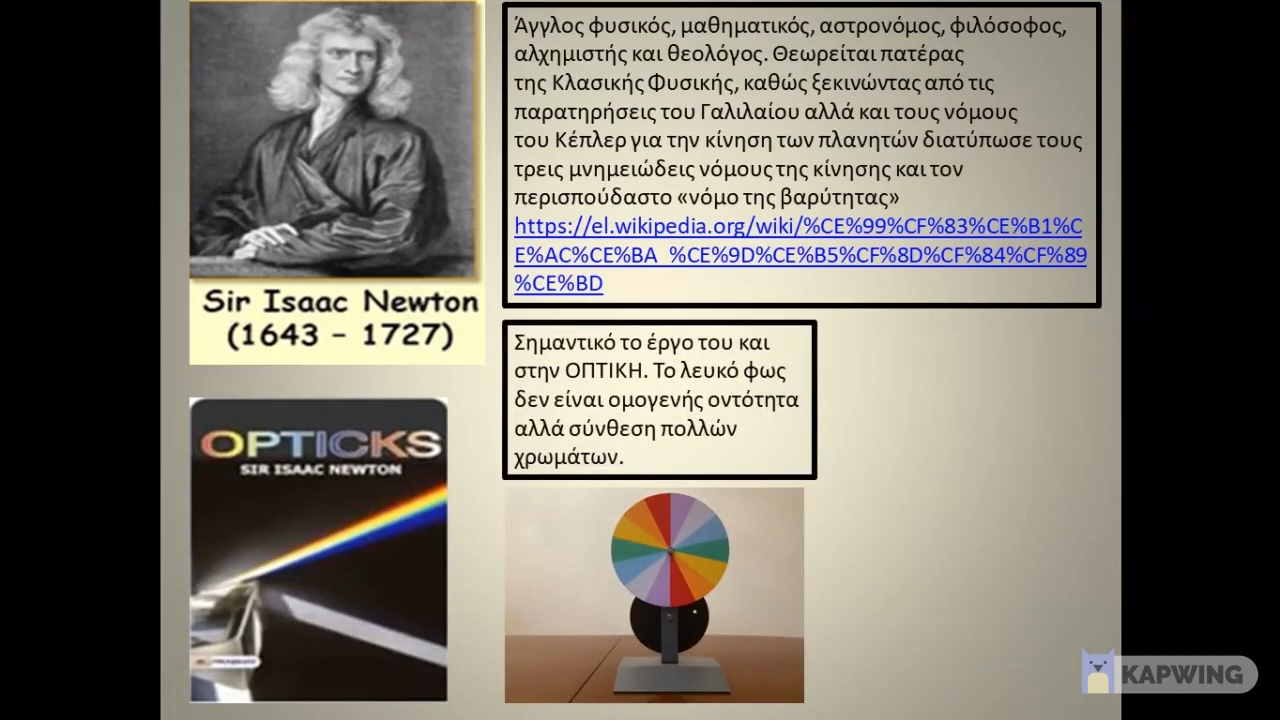 Άγγλος φυσικός, μαθηματικός, αστρονόμος, φιλόσοφος,
αλχημιστής και θεολόγος. Θεωρείται πατέρας
της Κλασικής Φυσικής, καθώς ξεκινώντας από τις
παρατηρήσεις του Γαλιλαίου αλλά και τους νόμους
του Κέπλερ για την κίνηση των πλανητών διατύπωσε τους
τρεις μνημειώδεις νόμους της κίνησης και τον
περισπούδαστο «νόμο της βαρύτητας»
https://el.wikipedia.org/wiki/%CE%99%CF%83%CE%B1%C
E%AC%CE%BA_%CE%9D%CE%B5%CF%8D%CF%84%CF%89
%CE%BD
Sir Isaac Newton
(1643 - 1727)
Σημαντικό το έργο του και
στην ΟΠΤΙΚΗ. Το λευκό φως
δεν είναι ομογενής οντότητα
αλλά σύνθεση πολλών
χρωμάτων.
OPTICKS
SIR ISAAC NEWTON
KAPWING